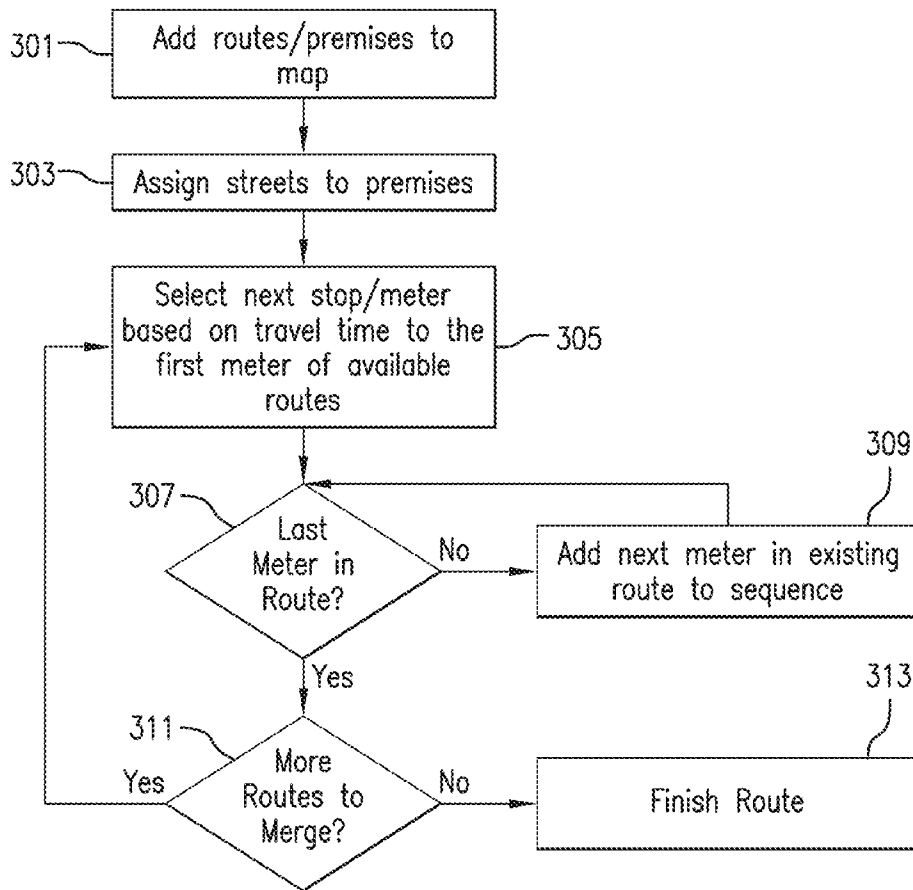 301
Add routes/premises to
map
303
Assign streets to premises
Select next stop/meter
based on travel time to the
first meter of available
routes
305
309
307
Last
Meter in
Route?
No
Add next meter in existing
route to sequence
Yes
313
311
More
Routes to
Merge?
Yes
No
Finish Route